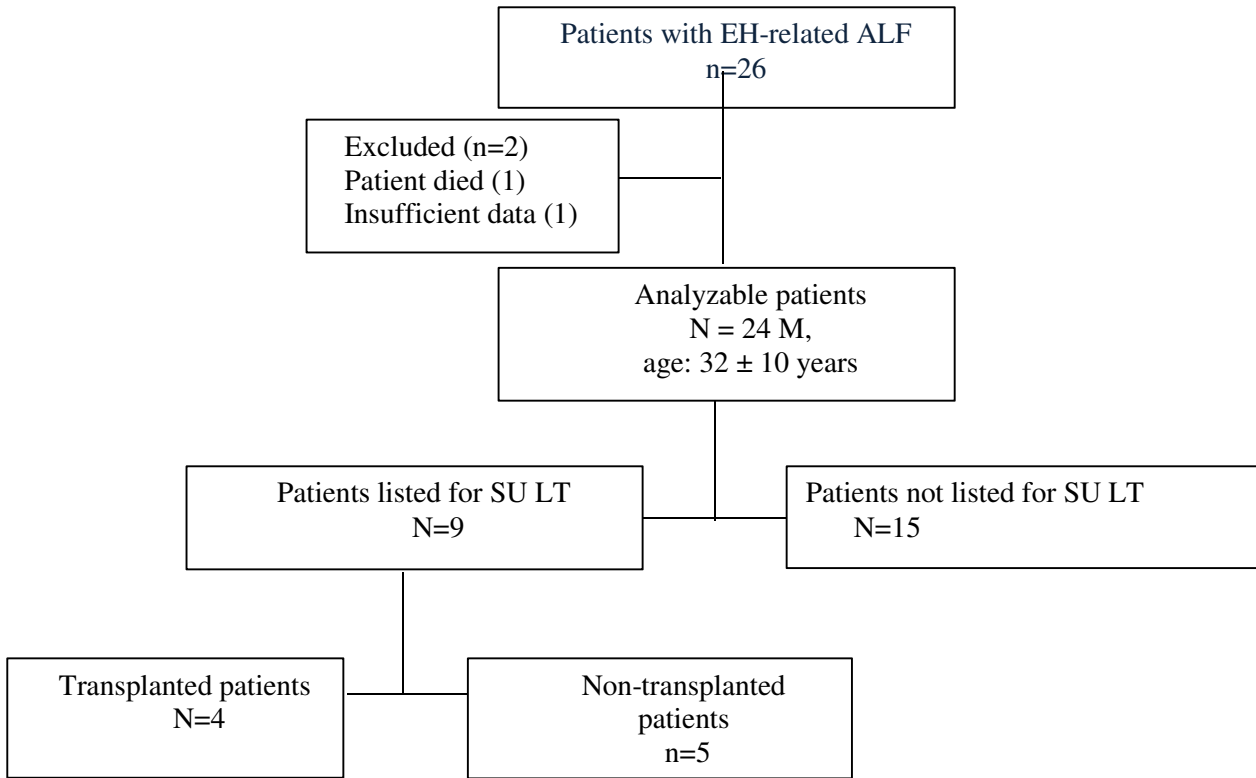 Patients with EH-related ALF
n=26
Excluded (n=2)
Patient died (1)
Insufficient data (1)
Analyzable patients
N = 24 M,
age: 32 ± 10 years
Patients listed for SU LT
N=9
Patients not listed for SU LT
N=15
Transplanted patients
N=4
Non-transplanted
patients
n=5